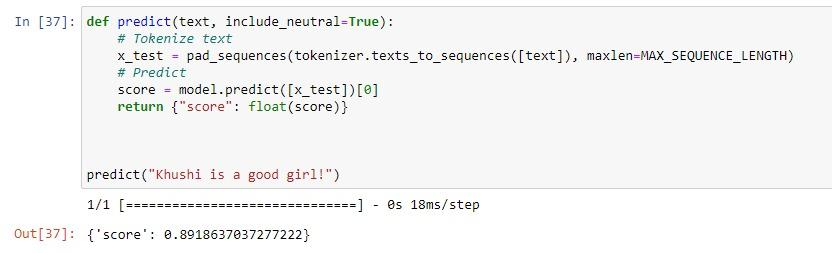 In [37]: def predict(text, include_neutral=True):
    # Tokenize text
    x_test = pad_sequences(tokenizer.texts_to_sequences([text]), maxlen=MAX_SEQUENCE_LENGTH)
    # Predict
    score = model.predict([x_test])[0]
    return {"score": float(score)}
predict("Khushi is a good girl!")
1/1 [==============================] - 0s 18ms/step
Out[37]: {'score': 0.8918637037277222}